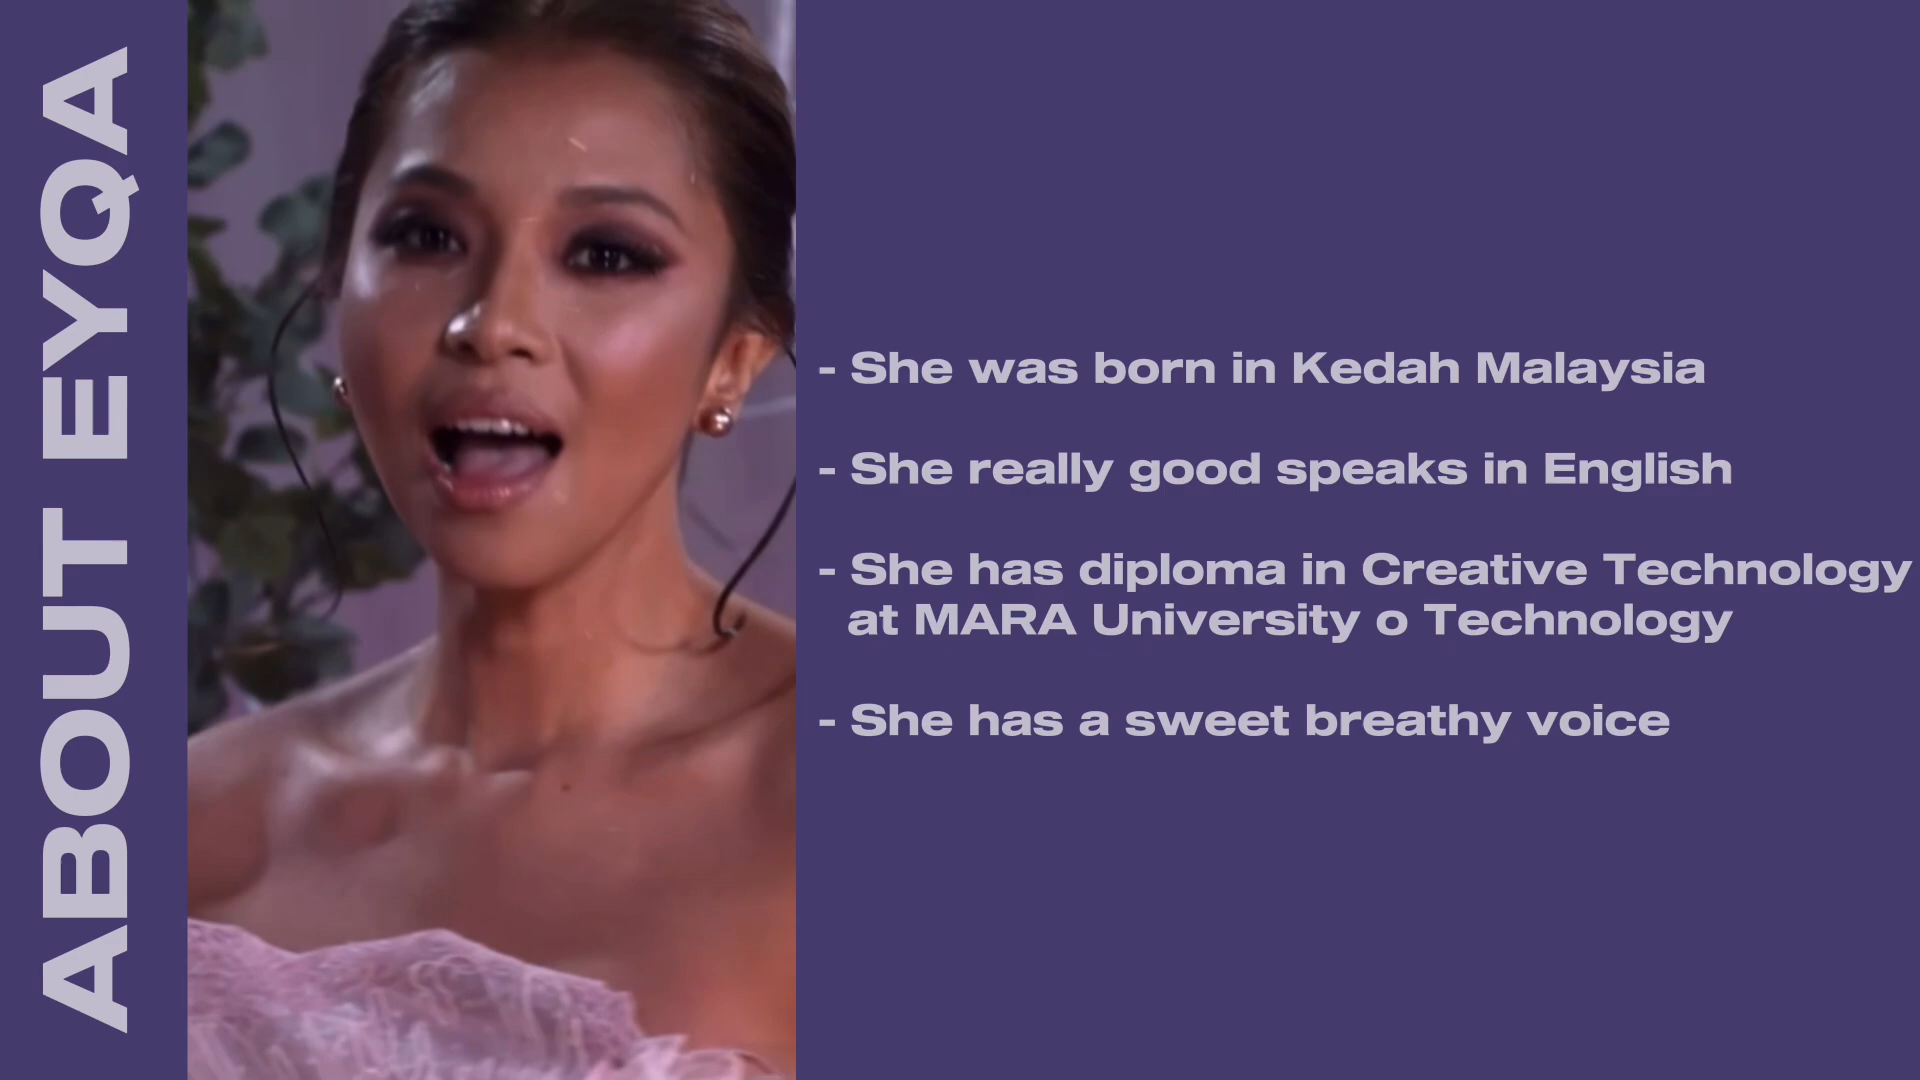 ABOUT EYQA
- She was born in Kedah Malaysia
- She really good speaks in English
- She has diploma in Creative Technology
at MARA University o Technology
- She has a sweet breathy voice